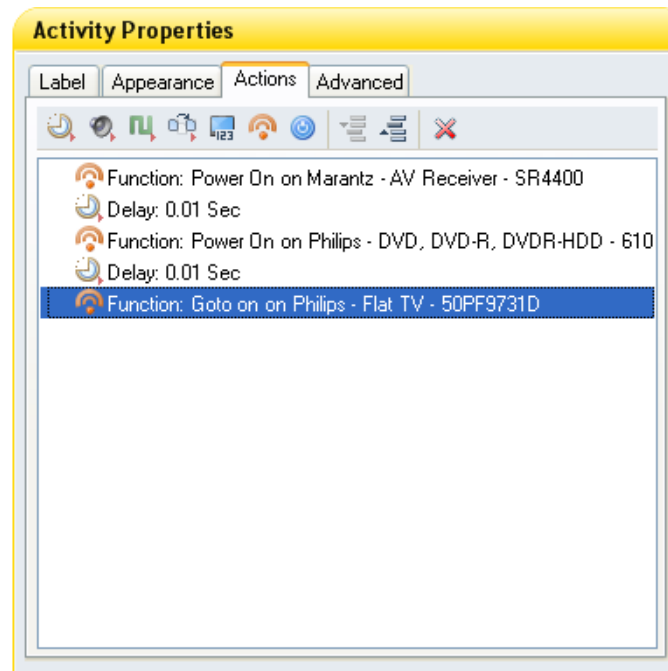 Activity Properties
Label Appearance Actions Advanced
123
Function: Power On on Marantz - AV Receiver - SR4400
Delay: 0.01 Sec
Function: Power On on Philips - DVD, DVD-R, DVDR-HDD - 610
Delay: 0.01 Sec
Function: Goto on on Philips - Flat TV - 50PF9731D